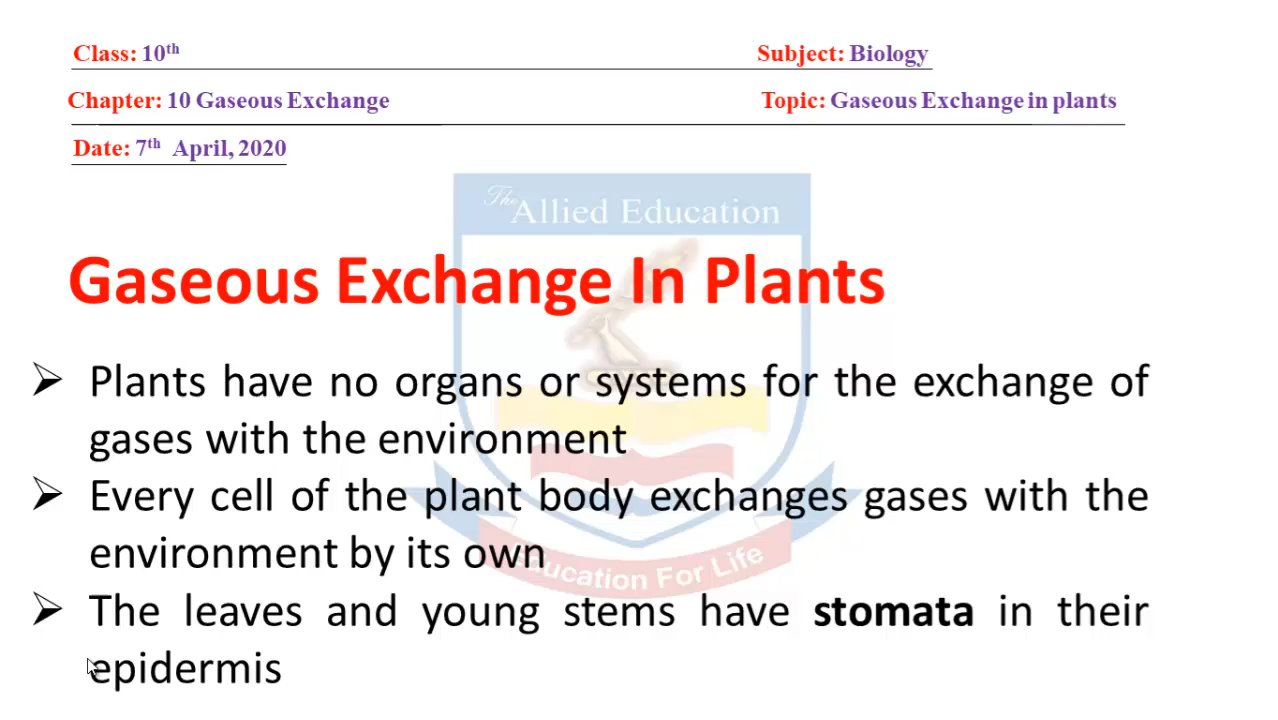 Class: 10th Subject: Biology
Chapter: 10 Gaseous Exchange Topic: Gaseous Exchange in plants
Date: 7th April, 2020
The Allied Education
Gaseous Exchange In Plants
➢ Plants have no organs or systems for the exchange of
gases with the environment
➢ Every cell of the plant body exchanges gases with the
environment by its own
Education For Life
➢ The leaves and young stems have stomata in their
epidermis